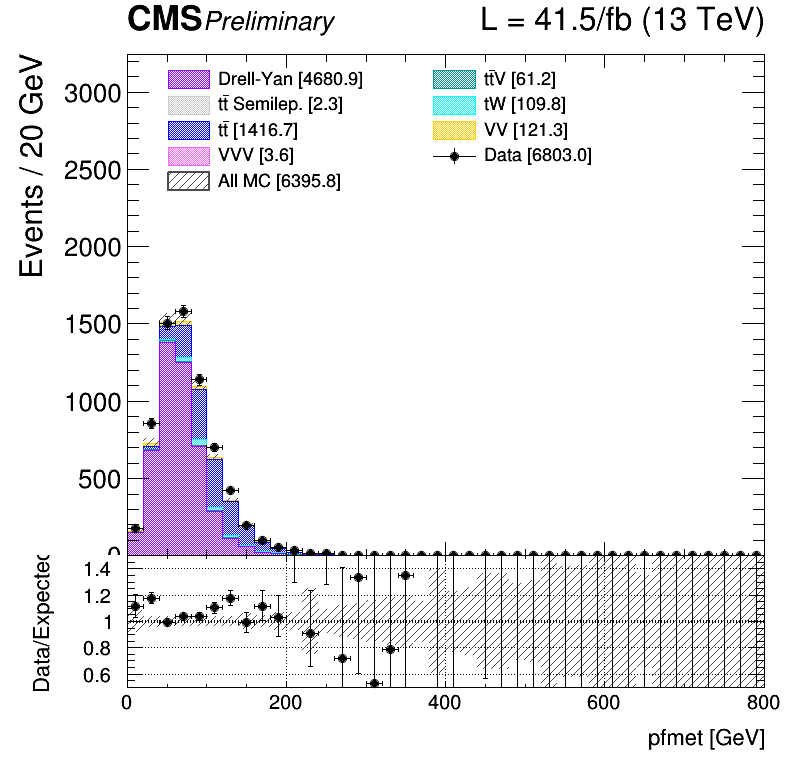 CMS Preliminary L = 41.5/fb (13 TeV)
Events / 20 GeV
Drell-Yan [4680.9]
tt̄ Semilep. [2.3]
tt̄ [1416.7]
VVV [3.6]
All MC [6395.8]
tt̄V [61.2]
tW [109.8]
VV [121.3]
Data [6803.0]
3000
2500
2000
1500
1000
500
0
Data/Expected
1.4
1.2
1
0.8
0.6
0 200 400 600 800
pfmet [GeV]